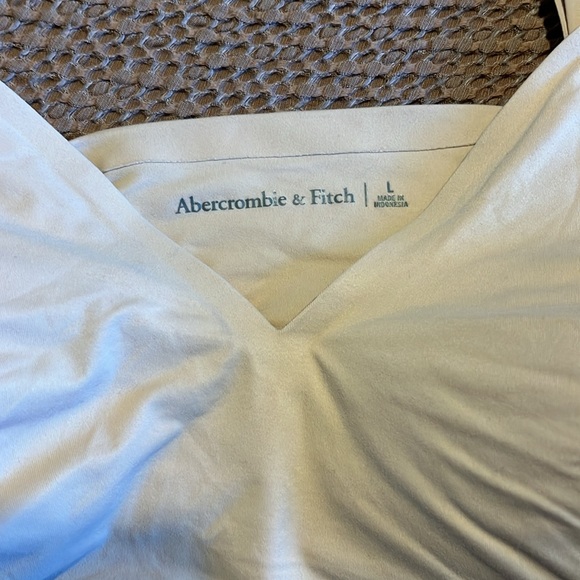 Abercrombie & Fitch
L
MADE IN
INDONESIA